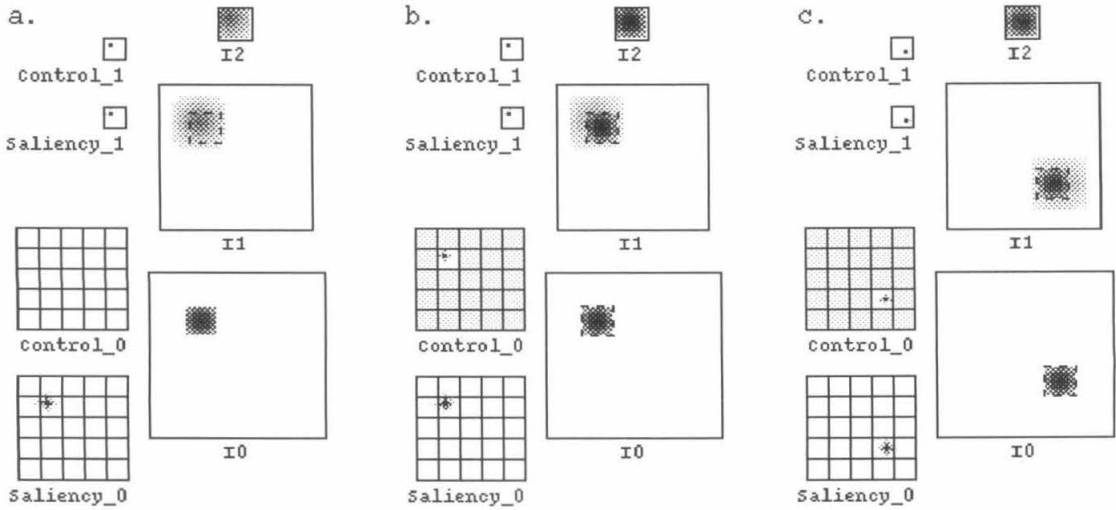 a.
I2
Control_1
Saliency_1
I1
Control_0
I0
Saliency_0
b.
I2
Control_1
Saliency_1
I1
Control_0
I0
Saliency_0
c.
I2
Control_1
Saliency_1
I1
Control_0
I0
Saliency_0